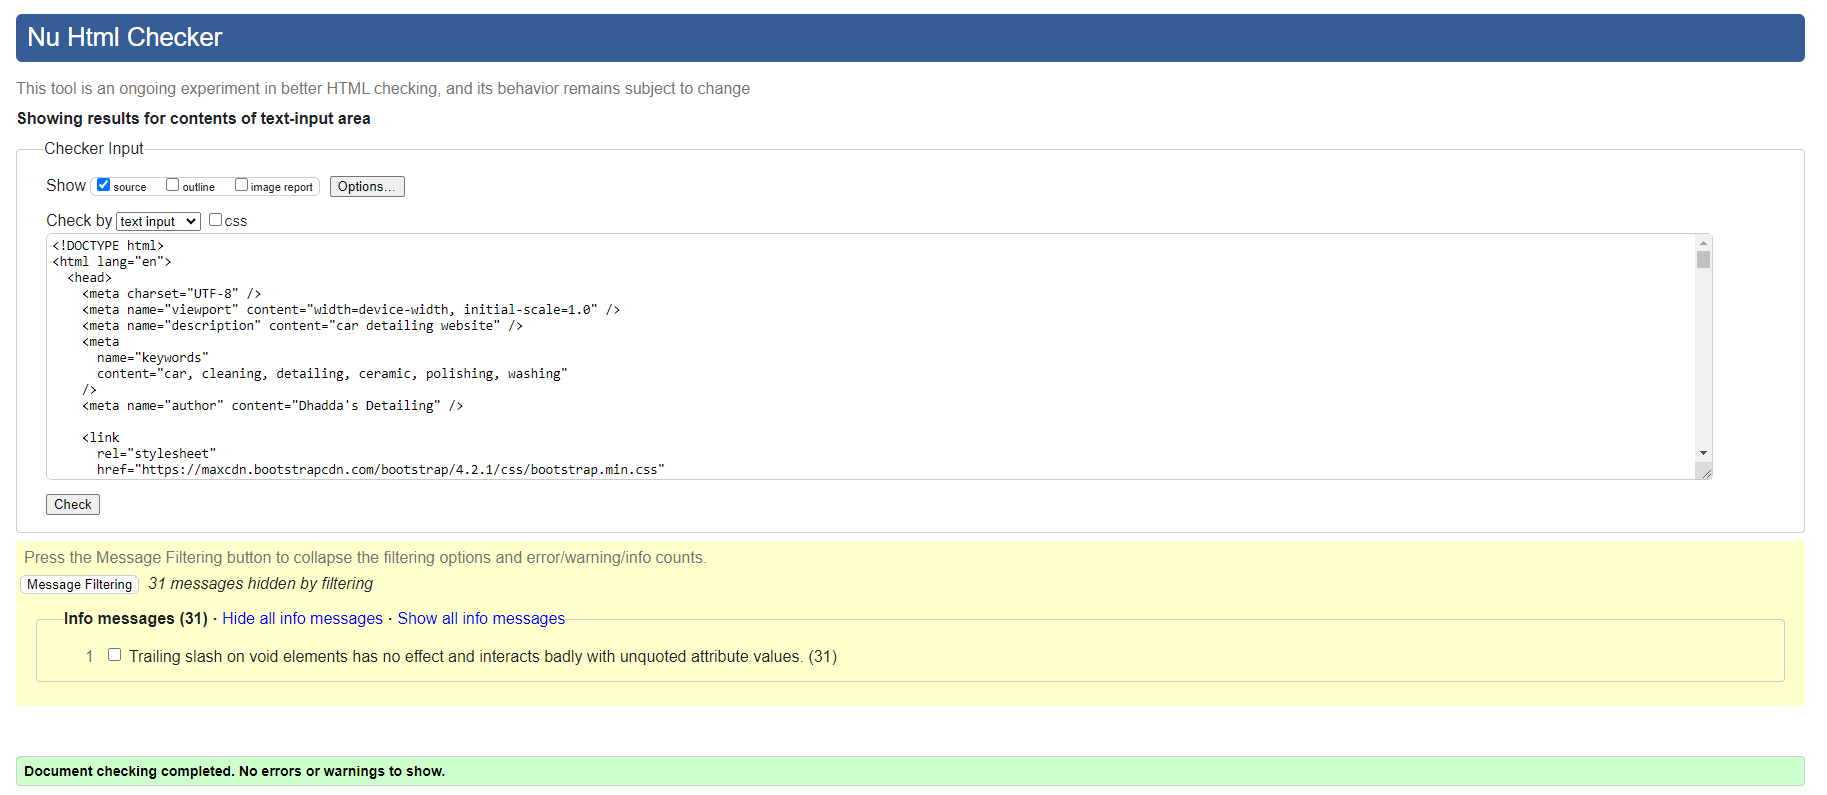 Nu Html Checker
This tool is an ongoing experiment in better HTML checking, and its behavior remains subject to change
Showing results for contents of text-input area
Checker Input
Show source outline image report Options...
Check by text input css
<!DOCTYPE html>
<html lang="en">
  <head>
    <meta charset="UTF-8" />
    <meta name="viewport" content="width=device-width, initial-scale=1.0" />
    <meta name="description" content="car detailing website" />
    <meta
      name="keywords"
      content="car, cleaning, detailing, ceramic, polishing, washing"
    />
    <meta name="author" content="Dhadda's Detailing" />
    <link
      rel="stylesheet"
      href="https://maxcdn.bootstrapcdn.com/bootstrap/4.2.1/css/bootstrap.min.css"
Check
Press the Message Filtering button to collapse the filtering options and error/warning/info counts.
Message Filtering 31 messages hidden by filtering
Info messages (31) · Hide all info messages · Show all info messages
1 Trailing slash on void elements has no effect and interacts badly with unquoted attribute values. (31)
Document checking completed. No errors or warnings to show.